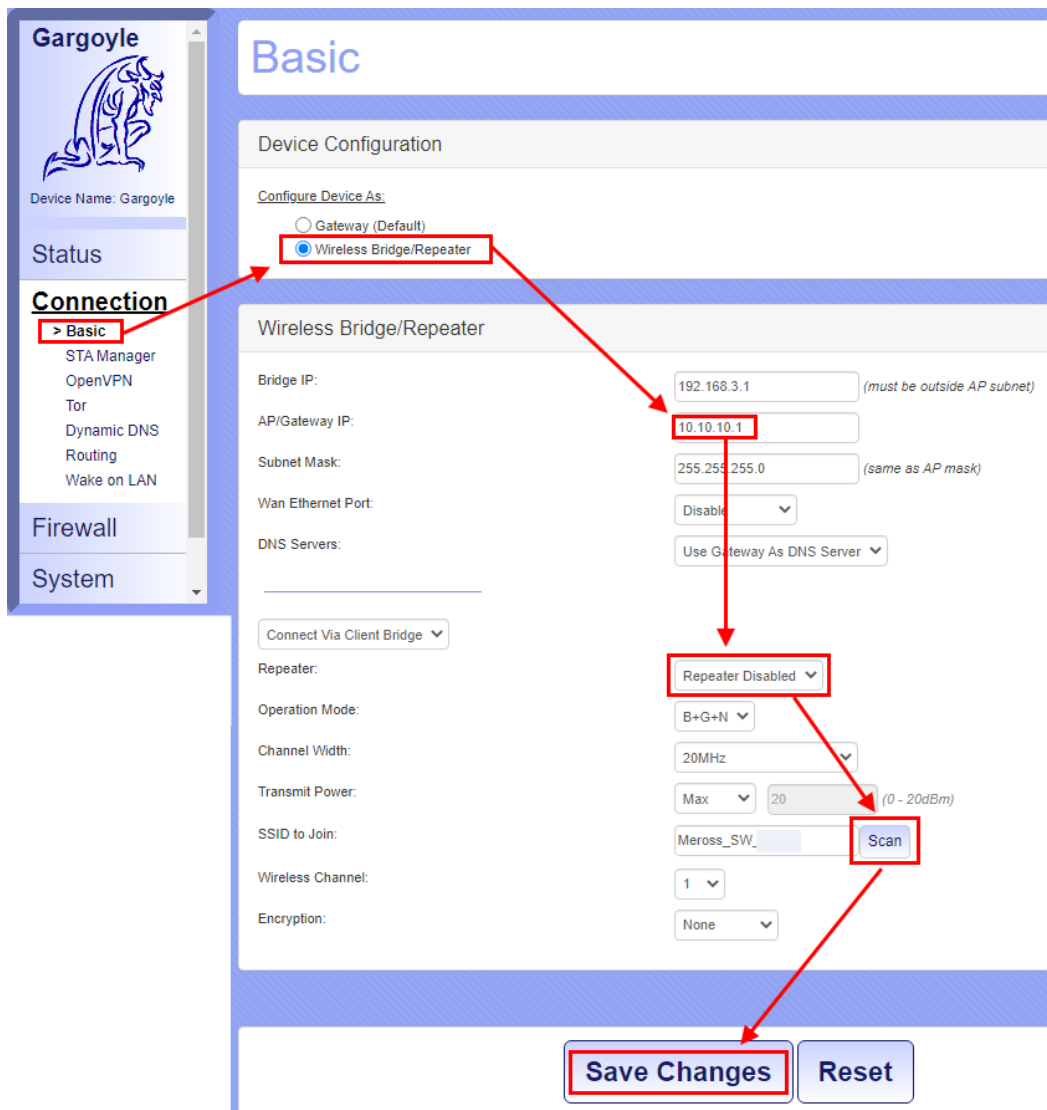 Gargoyle
Device Name: Gargoyle
Status
Connection
> Basic
STA Manager
OpenVPN
Tor
Dynamic DNS
Routing
Wake on LAN
Firewall
System
Basic
Device Configuration
Configure Device As:
Gateway (Default)
Wireless Bridge/Repeater
Wireless Bridge/Repeater
Bridge IP: 192.168.3.1 (must be outside AP subnet)
AP/Gateway IP: 10.10.10.1
Subnet Mask: 255.255.255.0 (same as AP mask)
Wan Ethernet Port: Disable
DNS Servers: Use Gateway As DNS Server
Connect Via Client Bridge
Repeater: Repeater Disabled
Operation Mode: B+G+N
Channel Width: 20MHz
Transmit Power: Max 20 (0 - 20dBm)
SSID to Join: Meross_SW_ Scan
Wireless Channel: 1
Encryption: None
Save Changes Reset